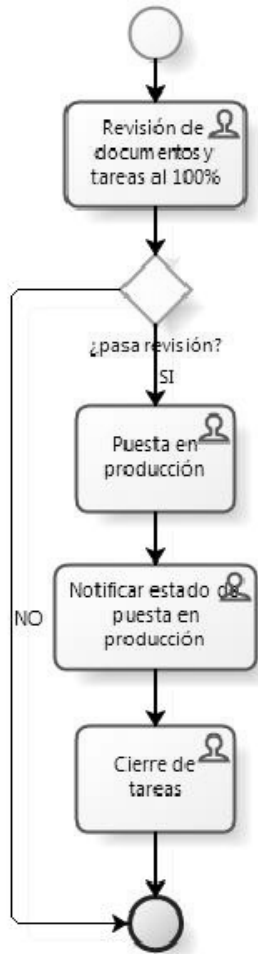 Revisión de
documentos y
tareas al 100%
¿pasa revisión?
SI
Puesta en
producción
Notificar estado de
puesta en
producción
NO
Cierre de
tareas